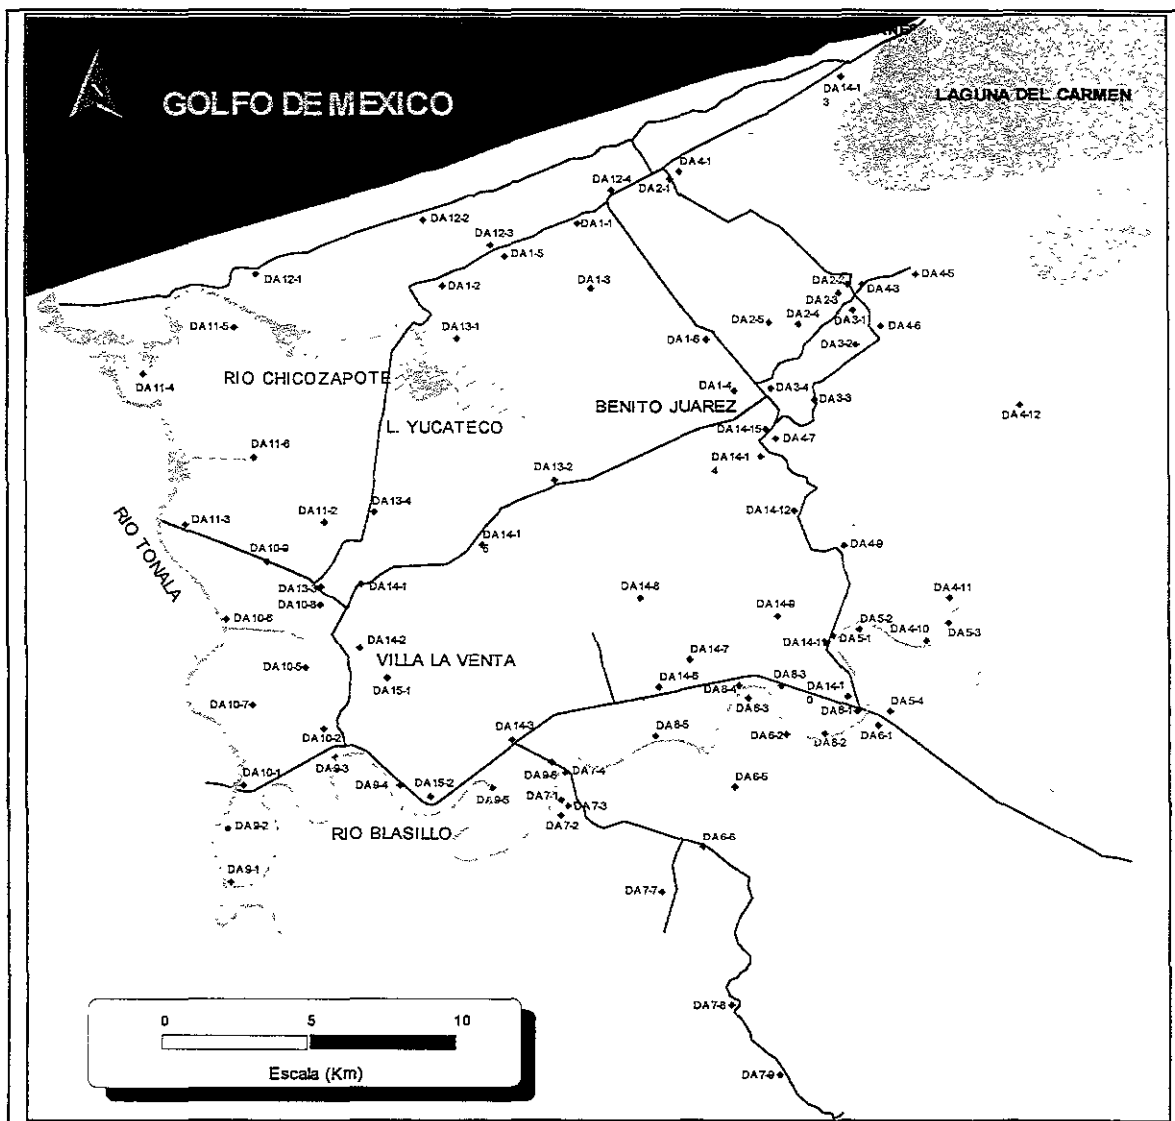 GOLFO DE MEXICO
LAGUNA DEL CARMEN
DA14-1
3
DA4-1
DA2-1
DA12-4
DA12-2
DA1-1
DA12-3
DA1-5
DA12-1
DA1-2
DA1-3
DA2-2
DA4-3
DA4-5
DA2-3
DA2-4
DA2-5
DA3-1
DA4-6
DA3-2
DA11-5
DA13-1
DA1-6
DA11-4
RIO CHICOZAPOTE
DA1-4
DA3-4
DA3-3
BENITO JUAREZ
DA4-12
L. YUCATECO
DA14-15
DA4-7
DA11-6
DA14-1
4
DA13-2
DA13-4
DA11-2
DA11-3
DA14-12
RIO TONALA
DA14-1
5
DA4-9
DA10-9
DA13-3
DA14-1
DA10-8
DA14-8
DA4-11
DA10-6
DA14-9
DA5-2
DA5-1
DA4-10
DA5-3
DA14-1
DA14-2
VILLA LA VENTA
DA10-5
DA15-1
DA14-7
DA14-6
DA8-4
DA8-3
DA14-1
0
DA10-7
DA6-3
DA8-1
DA5-4
DA6-1
DA10-2
DA14-3
DA8-5
DA6-2
DA8-2
DA9-3
DA9-6
DA7-4
DA10-1
DA9-4
DA15-2
DA9-5
DA7-1
DA7-3
DA7-2
DA6-5
DA9-2
RIO BLASILLO
DA6-6
DA9-1
DA7-7
DA7-8
DA7-9
0
5
10
Escala (Km)